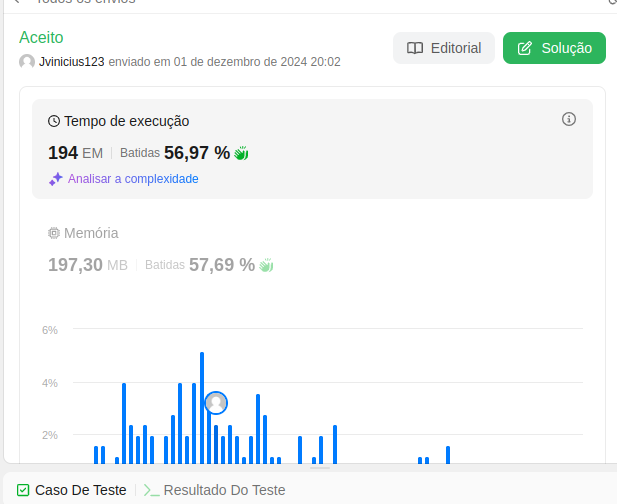 Todos os envios
Aceito
Jvinicius123 enviado em 01 de dezembro de 2024 20:02
Editorial
Solução
Tempo de execução
194 EM
Batidas 56,97 %
Analisar a complexidade
Memória
197,30 MB
Batidas 57,69 %
6%
4%
2%
Caso De Teste
Resultado Do Teste